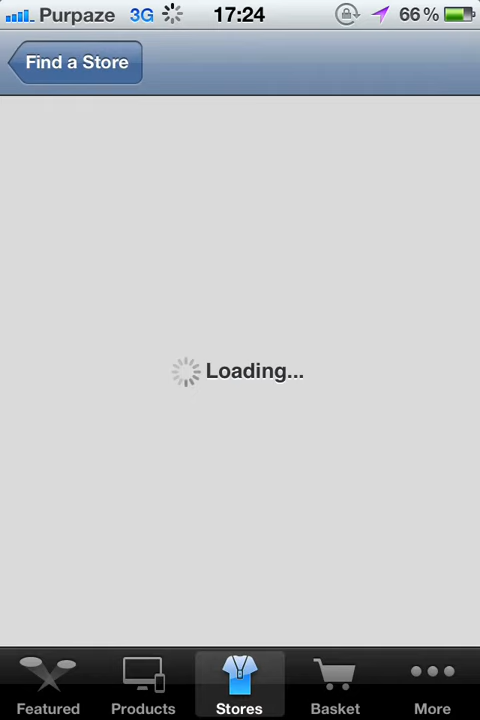 Purpaze 3G 17:24 66%
Find a Store
Loading...
Featured Products Stores Basket More